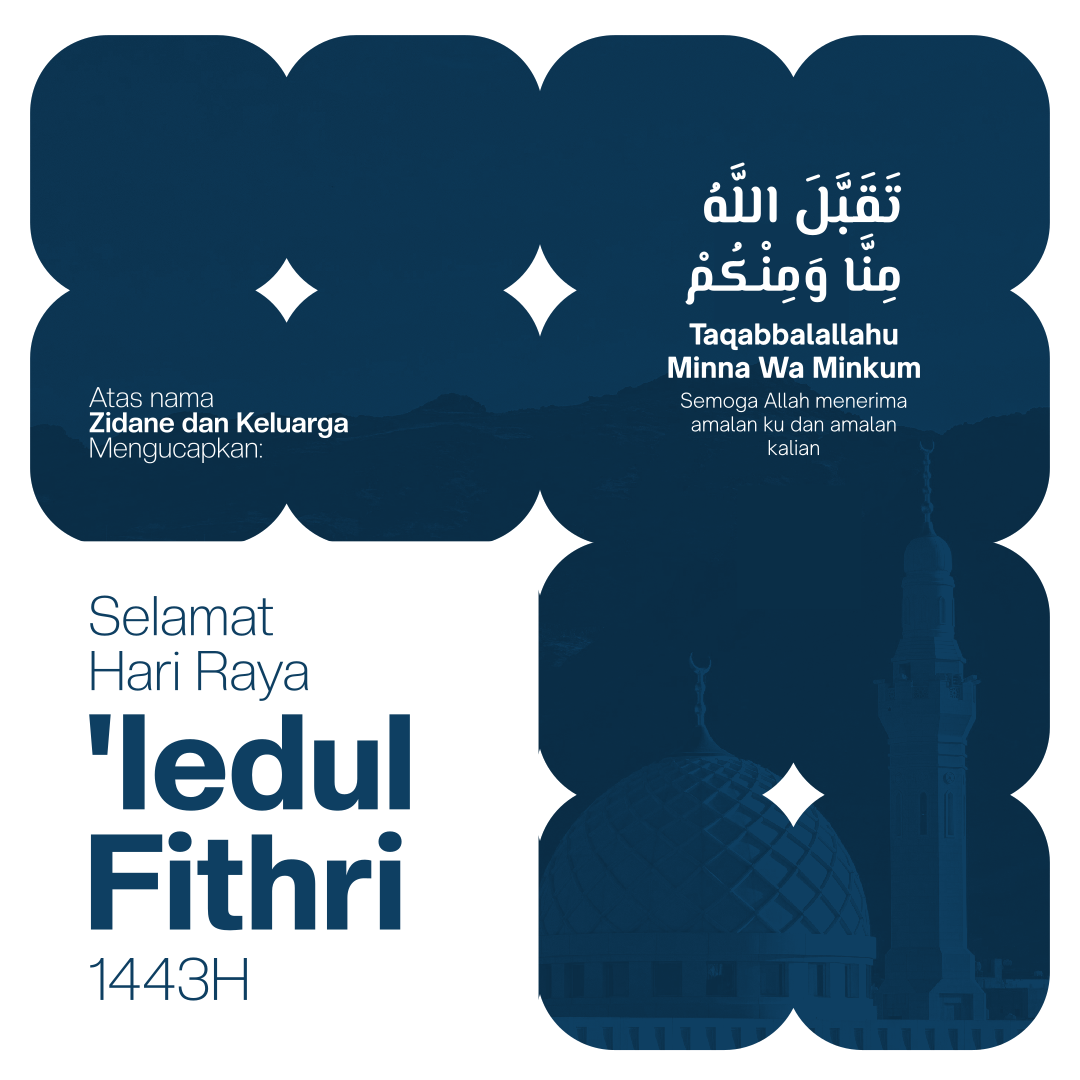 تَقَبَّلَ اللَّهُ
مِنَّا وَمِنْكُمْ
Taqabbalallahu
Minna Wa Minkum
Semoga Allah menerima
amalan ku dan amalan
kalian
Atas nama
Zidane dan Keluarga
Mengucapkan:
Selamat
Hari Raya
'Iedul
Fithri
1443H